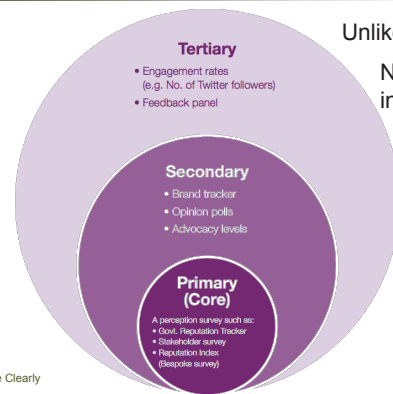 Unlik
Tertiary
• Engagement rates
(e.g. No. of Twitter followers)
• Feedback panel
N
in
Secondary
• Brand tracker
• Opinion polls
• Advocacy levels
Primary
(Core)
A perception survey such as:
• Govt. Reputation Tracker
• Stakeholder survey
• Reputation Index
(Bespoke survey)
e Clearly